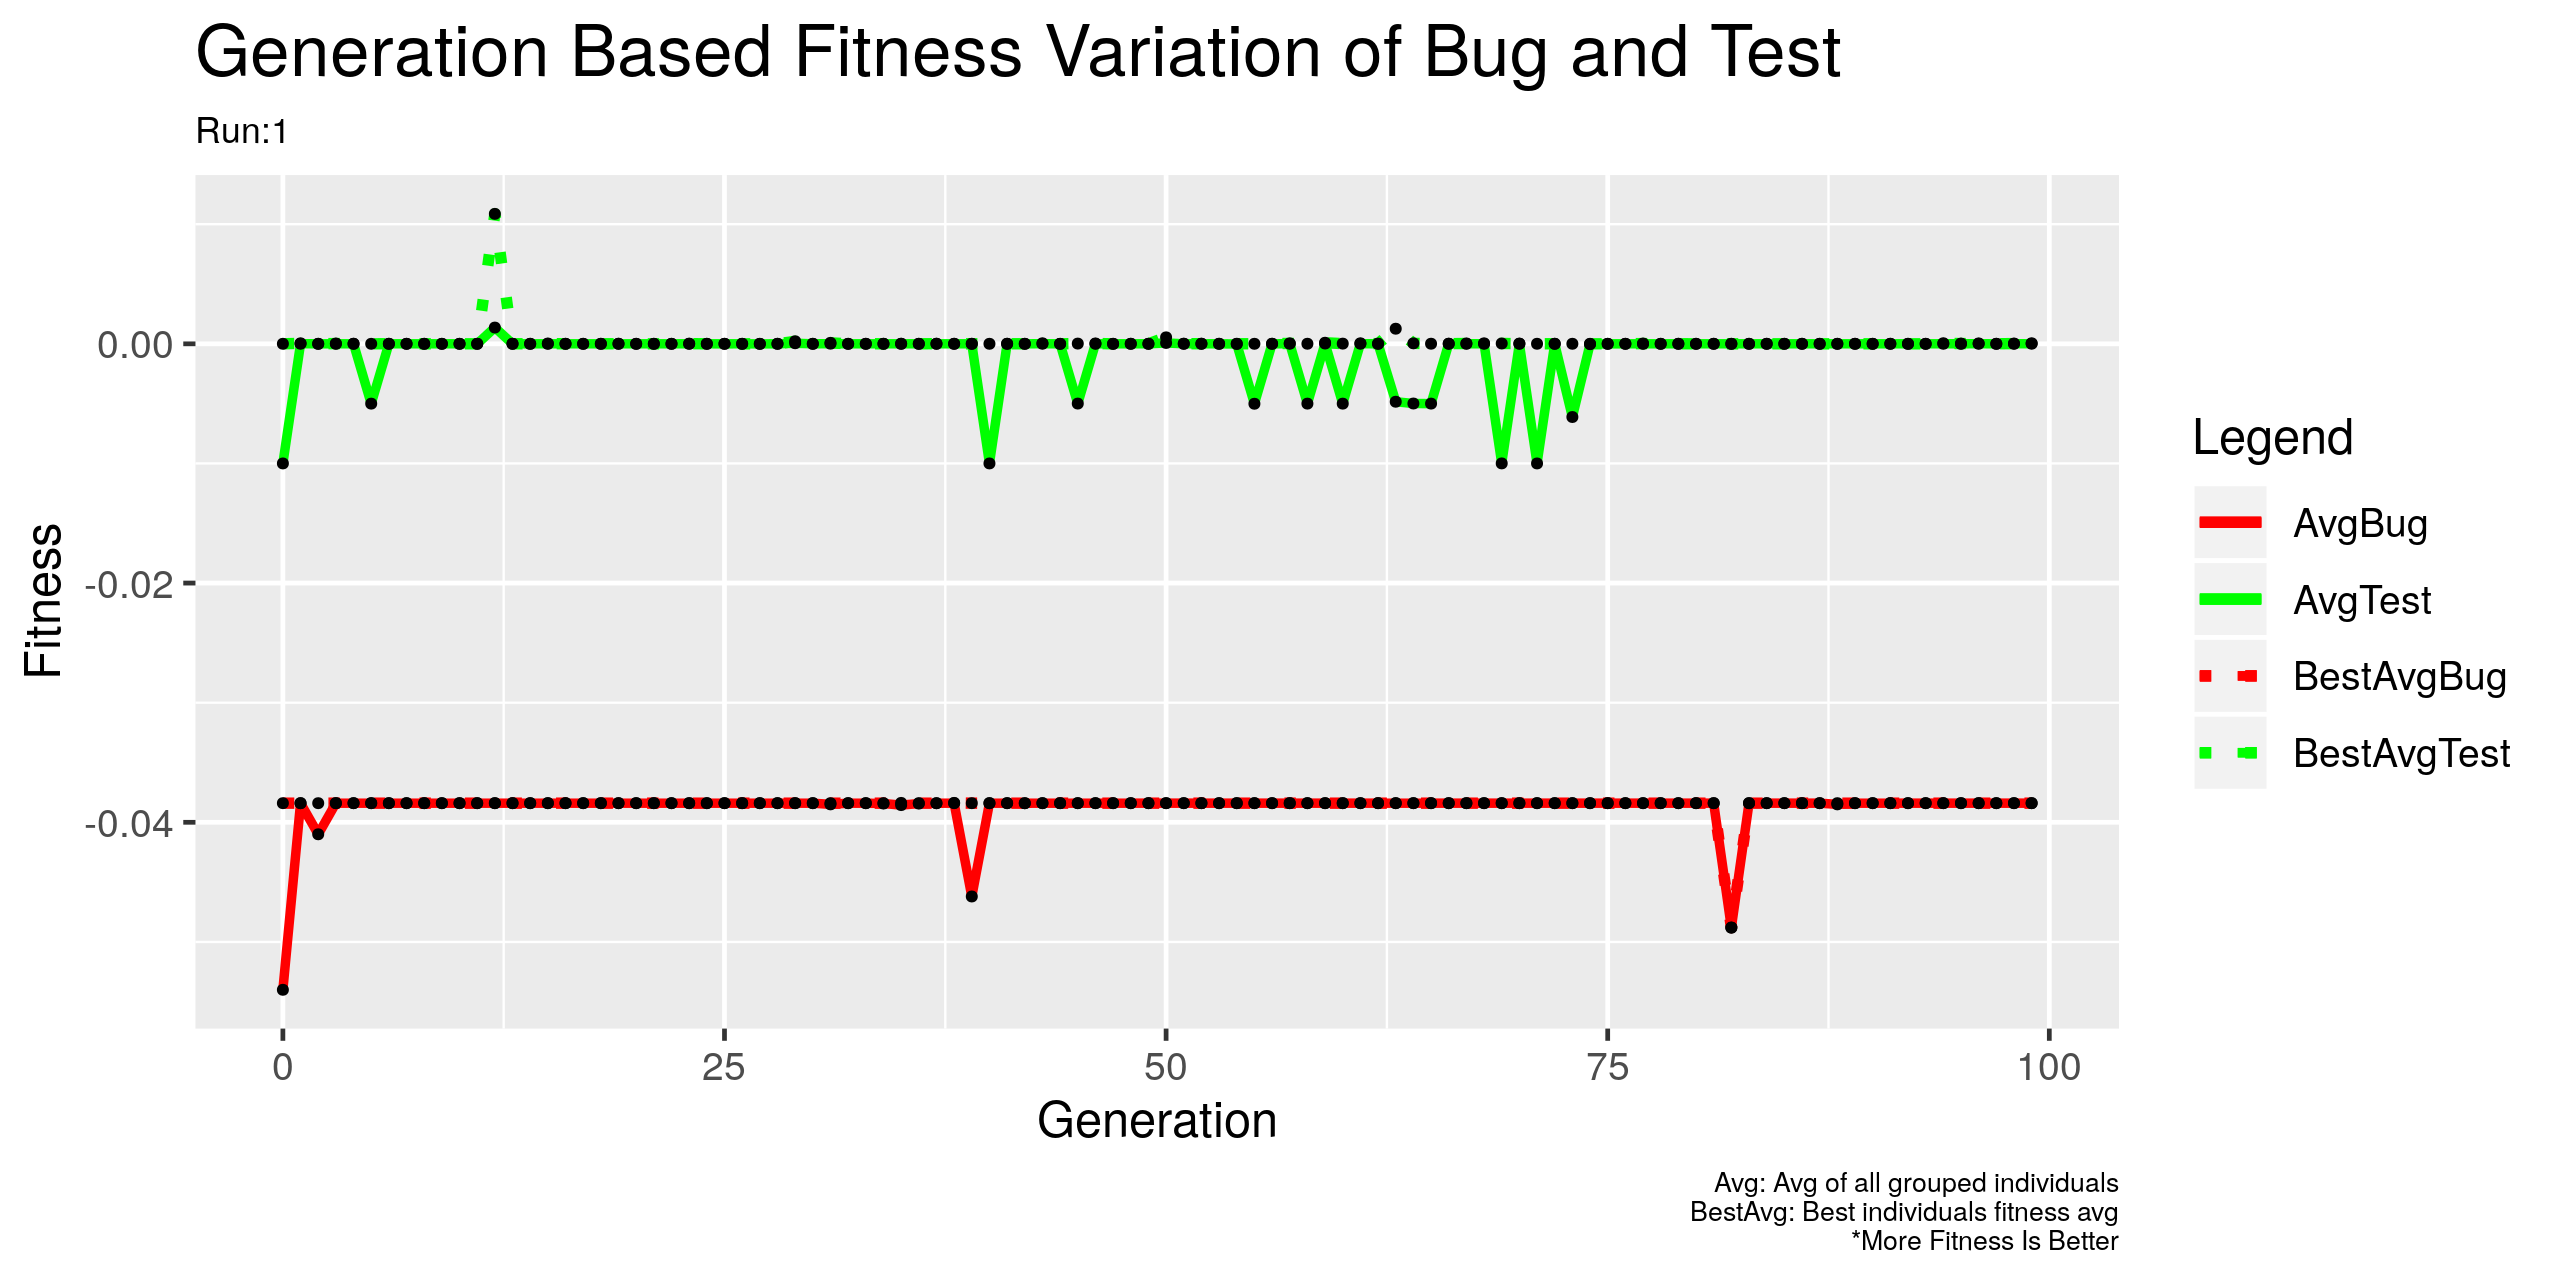 Generation Based Fitness Variation of Bug and Test
Run:1
0.00
-0.02
-0.04
Fitness
0
25
50
75
100
Generation
Legend
AvgBug
AvgTest
BestAvgBug
BestAvgTest
Avg: Avg of all grouped individuals
BestAvg: Best individuals fitness avg
*More Fitness Is Better